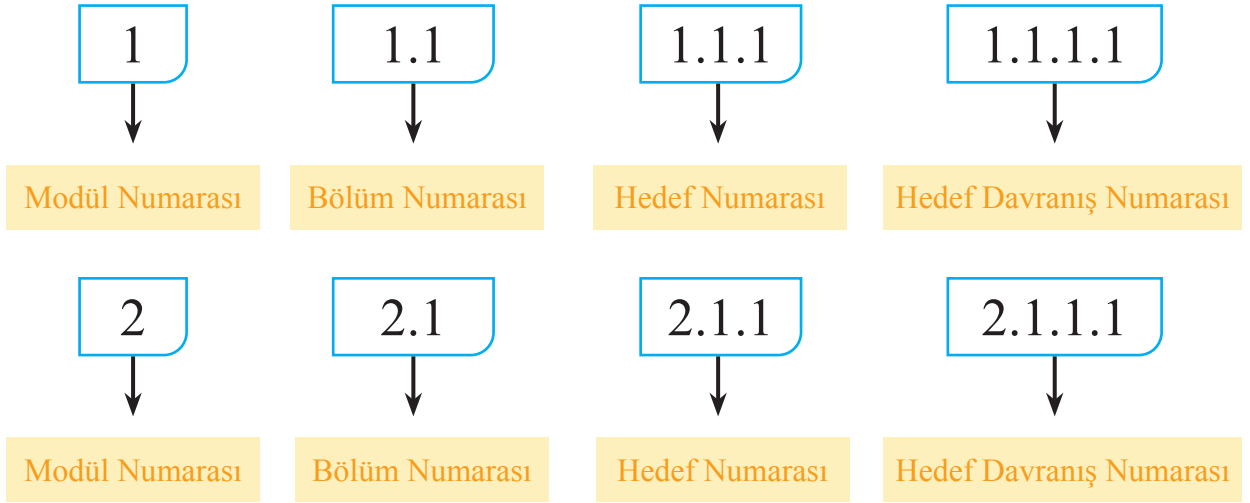 1 1.1 1.1.1 1.1.1.1
Modül Numarası Bölüm Numarası Hedef Numarası Hedef Davranış Numarası
2 2.1 2.1.1 2.1.1.1
Modül Numarası Bölüm Numarası Hedef Numarası Hedef Davranış Numarası